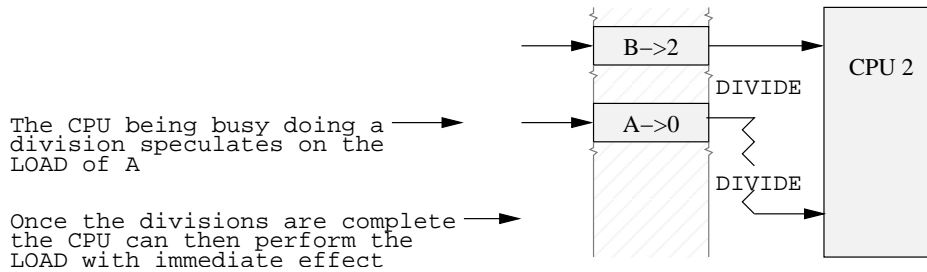 B->2
CPU 2
DIVIDE
The CPU being busy doing a
division speculates on the
LOAD of A
A->0
DIVIDE
Once the divisions are complete
the CPU can then perform the
LOAD with immediate effect